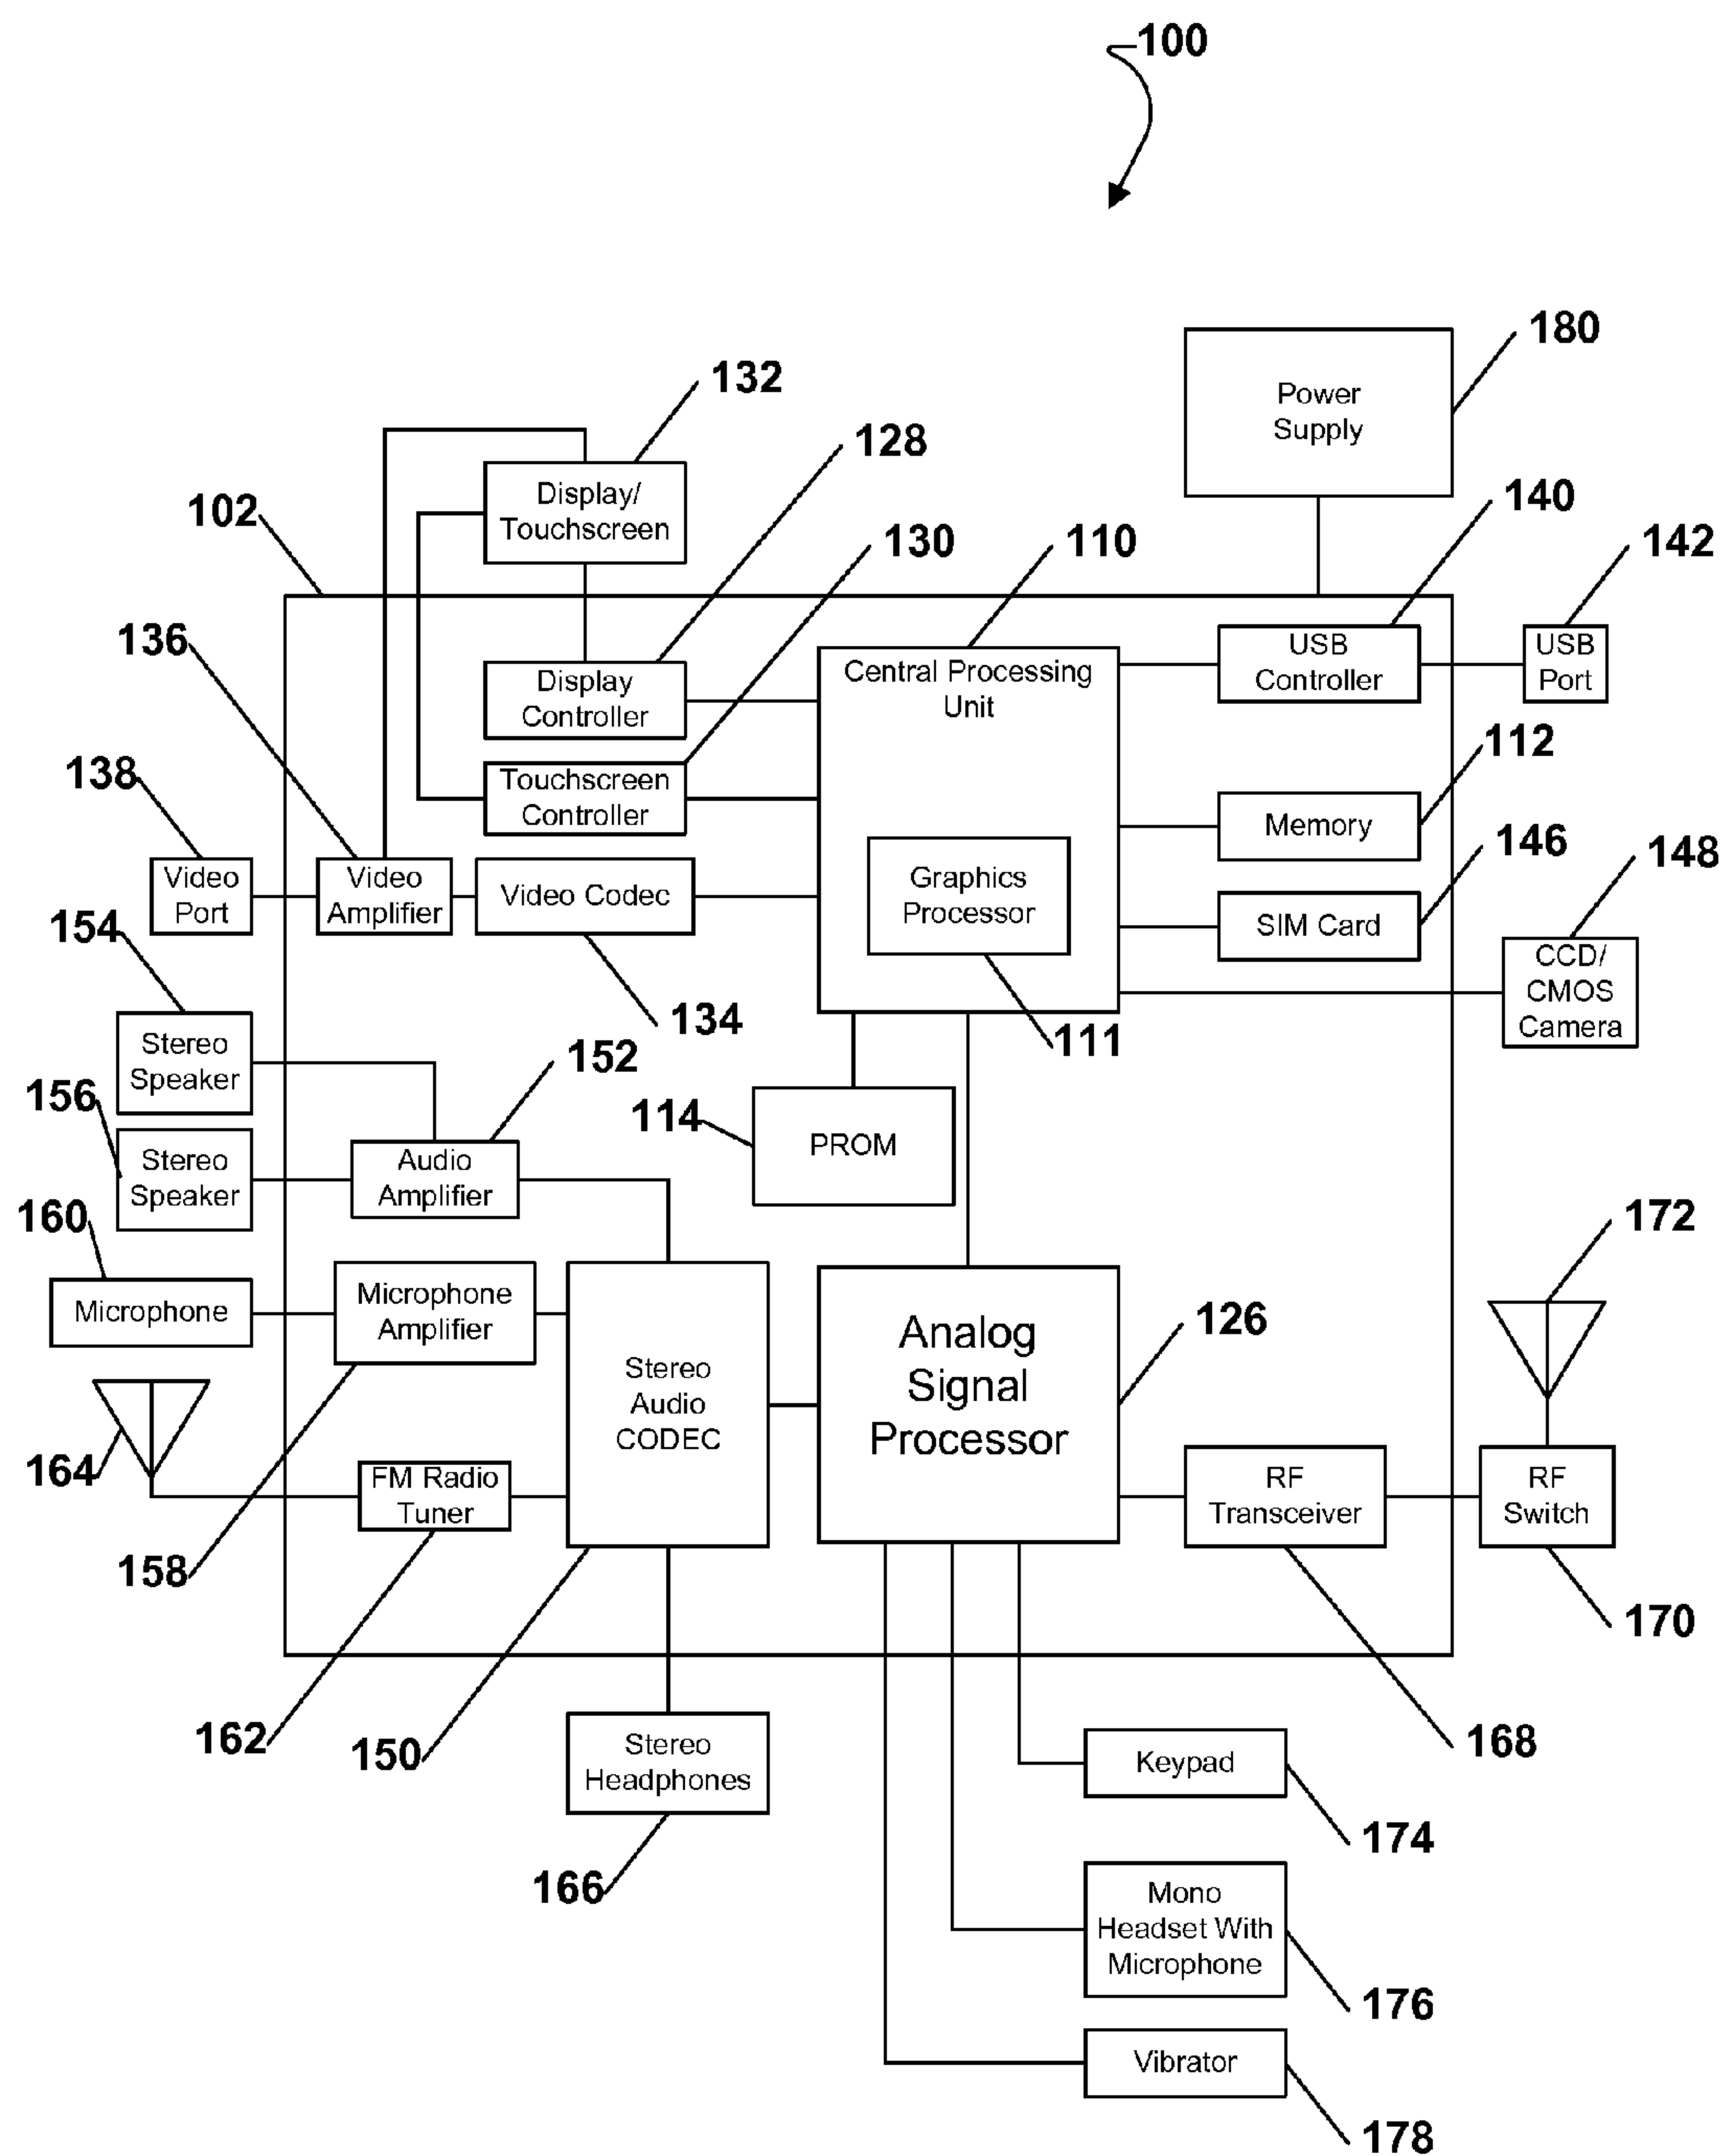 100
180
Power
Supply
132
128
Display/
Touchscreen
102
130
110
140
142
136
USB
Controller
USB
Port
Central Processing
Unit
Display
Controller
112
138
Touchscreen
Controller
Memory
146
148
Video
Port
Video
Amplifier
Video Codec
Graphics
Processor
SIM Card
154
CCD/
CMOS
Camera
134
111
152
Stereo
Speaker
156
114
PROM
Stereo
Speaker
Audio
Amplifier
160
172
Microphone
Microphone
Amplifier
126
Analog
Signal
Processor
Stereo
Audio
CODEC
164
FM Radio
Tuner
RF
Transceiver
RF
Switch
158
170
162
150
168
Stereo
Headphones
Keypad
174
166
Mono
Headset With
Microphone
176
Vibrator
178